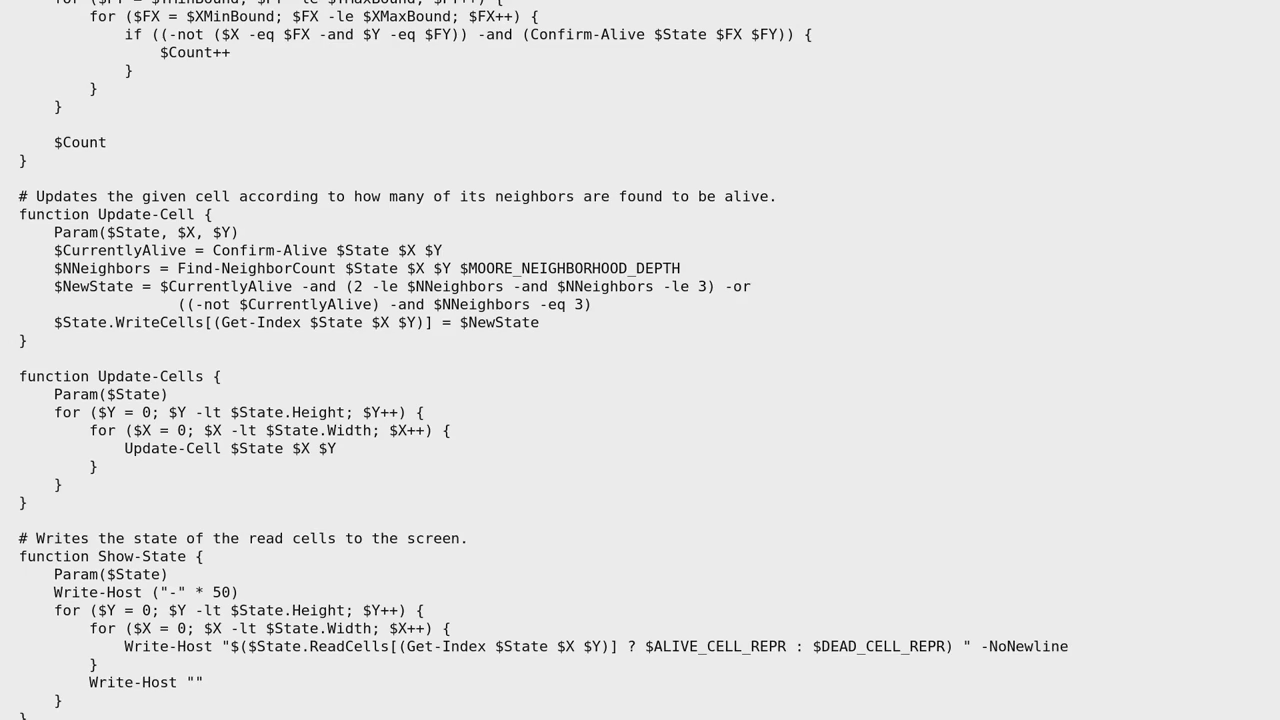 for ($FY = $YMinBound; $FY -le $YMaxBound; $FY++) {
        for ($FX = $XMinBound; $FX -le $XMaxBound; $FX++) {
            if ((-not ($X -eq $FX -and $Y -eq $FY)) -and (Confirm-Alive $State $FX $FY)) {
                $Count++
            }
        }
    }

    $Count
}

# Updates the given cell according to how many of its neighbors are found to be alive.
function Update-Cell {
    Param($State, $X, $Y)
    $CurrentlyAlive = Confirm-Alive $State $X $Y
    $NNeighbors = Find-NeighborCount $State $X $Y $MOORE_NEIGHBORHOOD_DEPTH
    $NewState = $CurrentlyAlive -and (2 -le $NNeighbors -and $NNeighbors -le 3) -or
                  ((-not $CurrentlyAlive) -and $NNeighbors -eq 3)
    $State.WriteCells[(Get-Index $State $X $Y)] = $NewState
}

function Update-Cells {
    Param($State)
    for ($Y = 0; $Y -lt $State.Height; $Y++) {
        for ($X = 0; $X -lt $State.Width; $X++) {
            Update-Cell $State $X $Y
        }
    }
}

# Writes the state of the read cells to the screen.
function Show-State {
    Param($State)
    Write-Host ("-" * 50)
    for ($Y = 0; $Y -lt $State.Height; $Y++) {
        for ($X = 0; $X -lt $State.Width; $X++) {
            Write-Host "$($State.ReadCells[(Get-Index $State $X $Y)] ? $ALIVE_CELL_REPR : $DEAD_CELL_REPR) " -NoNewline
        }
        Write-Host ""
    }
}